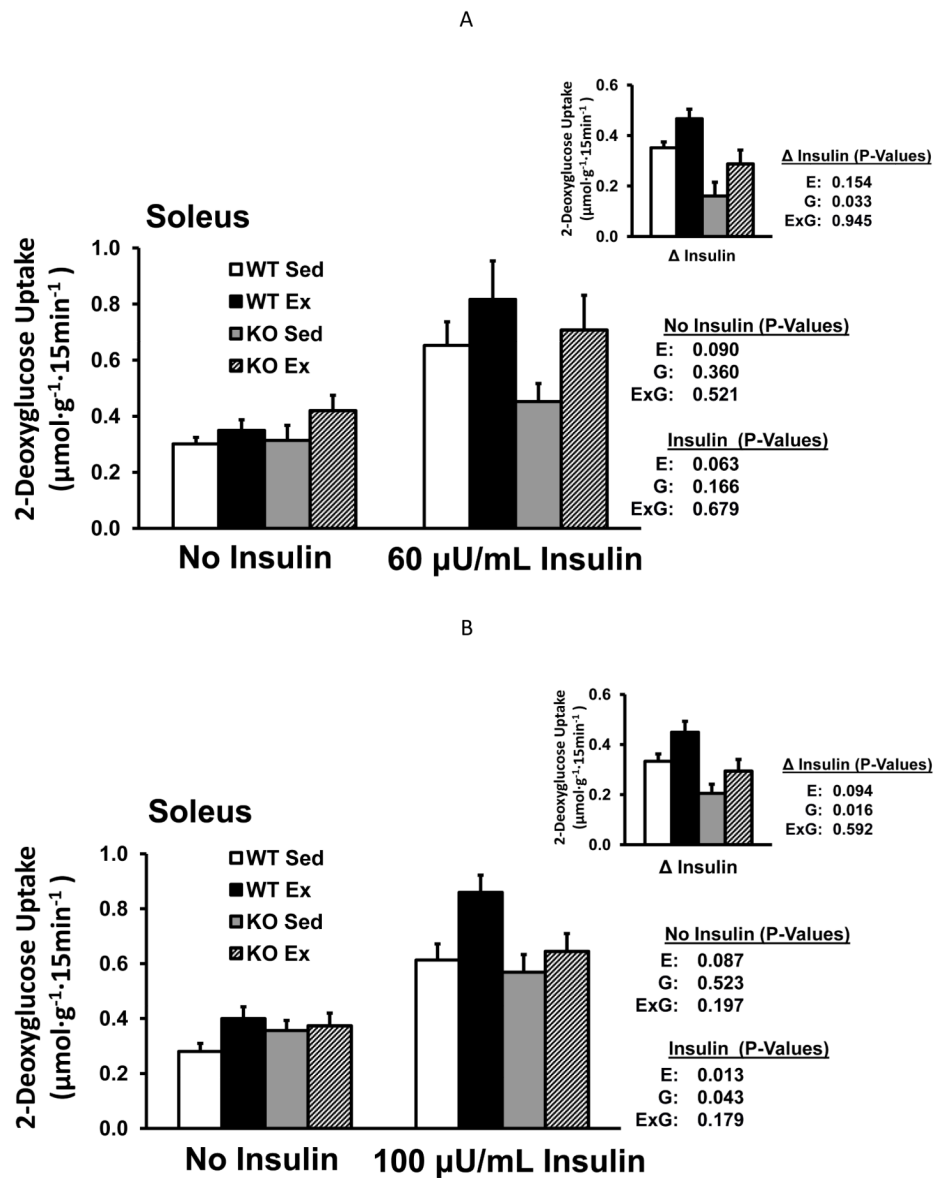 A
0.6
0.4
0.2
0.0
2-Deoxyglucose Uptake
(µmol·g⁻¹·15min⁻¹ )
Δ Insulin
Δ Insulin (P-Values)
E: 0.154
G: 0.033
ExG: 0.945
Soleus
1.0
0.8
0.6
0.4
0.2
0.0
2-Deoxyglucose Uptake
(µmol·g⁻¹·15min⁻¹ )
WT Sed
WT Ex
KO Sed
KO Ex
No Insulin (P-Values)
E: 0.090
G: 0.360
ExG: 0.521
Insulin (P-Values)
E: 0.063
G: 0.166
ExG: 0.679
No Insulin 60 µU/mL Insulin
B
0.6
0.4
0.2
0.0
2-Deoxyglucose Uptake
(µmol·g⁻¹·15min⁻¹ )
Δ Insulin
Δ Insulin (P-Values)
E: 0.094
G: 0.016
ExG: 0.592
Soleus
1.0
0.8
0.6
0.4
0.2
0.0
2-Deoxyglucose Uptake
(µmol·g⁻¹·15min⁻¹ )
WT Sed
WT Ex
KO Sed
KO Ex
No Insulin (P-Values)
E: 0.087
G: 0.523
ExG: 0.197
Insulin (P-Values)
E: 0.013
G: 0.043
ExG: 0.179
No Insulin 100 µU/mL Insulin